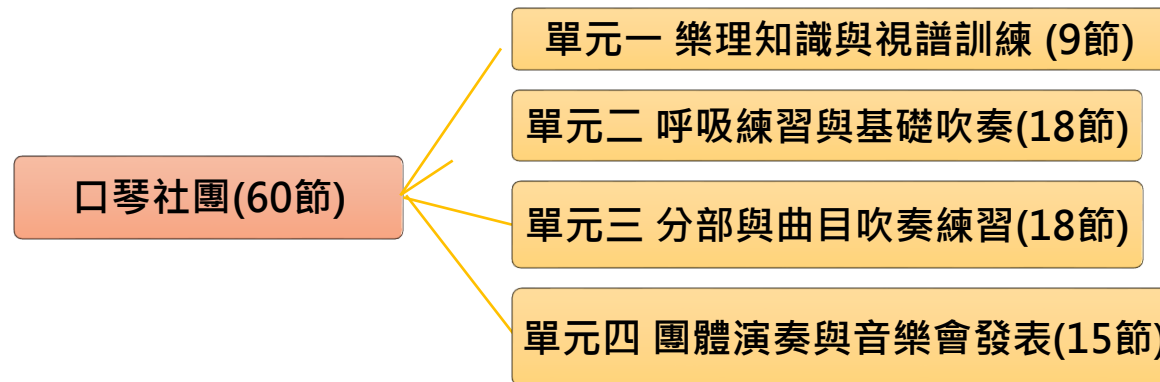 單元一 樂理知識與視譜訓練 (9節)
單元二 呼吸練習與基礎吹奏(18節)
口琴社團(60節)
單元三 分部與曲目吹奏練習(18節)
單元四 團體演奏與音樂會發表(15節)